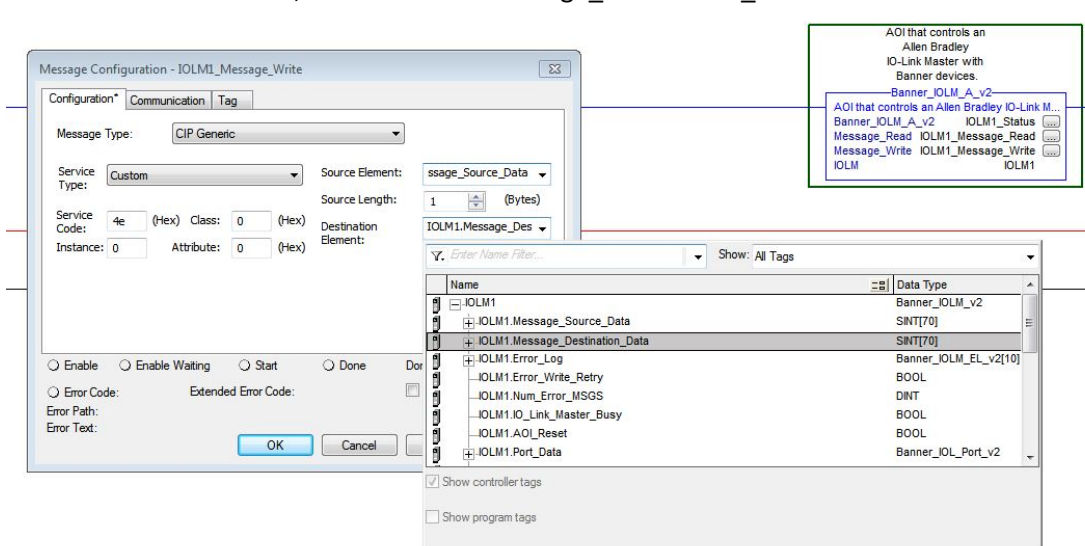 Message Configuration - IOLM1_Message_Write
Configuration* Communication Tag
Message Type: CIP Generic
Service Type: Custom
Source Element: ssage_Source_Data
Source Length: 1 (Bytes)
Service Code: 4e (Hex) Class: 0 (Hex)
Destination Element: IOLM1.Message_Des
Instance: 0 Attribute: 0 (Hex)
Enable Enable Waiting Start Done
Error Code: Extended Error Code:
Error Path:
Error Text:
OK Cancel
AOI that controls an
Allen Bradley
IO-Link Master with
Banner devices.
Banner_IOLM_A_v2
AOI that controls an Allen Bradley IO-Link M...
Banner_IOLM_A_v2 IOLM1_Status ...
Message_Read IOLM1_Message_Read ...
Message_Write IOLM1_Message_Write ...
IOLM IOLM1
Enter Name Filter... Show: All Tags
Name Data Type
IOLM1 Banner_IOLM_v2
IOLM1.Message_Source_Data SINT[70]
IOLM1.Message_Destination_Data SINT[70]
IOLM1.Error_Log Banner_IOLM_EL_v2[10]
IOLM1.Error_Write_Retry BOOL
IOLM1.Num_Error_MSGS DINT
IOLM1.IO_Link_Master_Busy BOOL
IOLM1.AOI_Reset BOOL
IOLM1.Port_Data Banner_IOL_Port_v2
Show controller tags
Show program tags